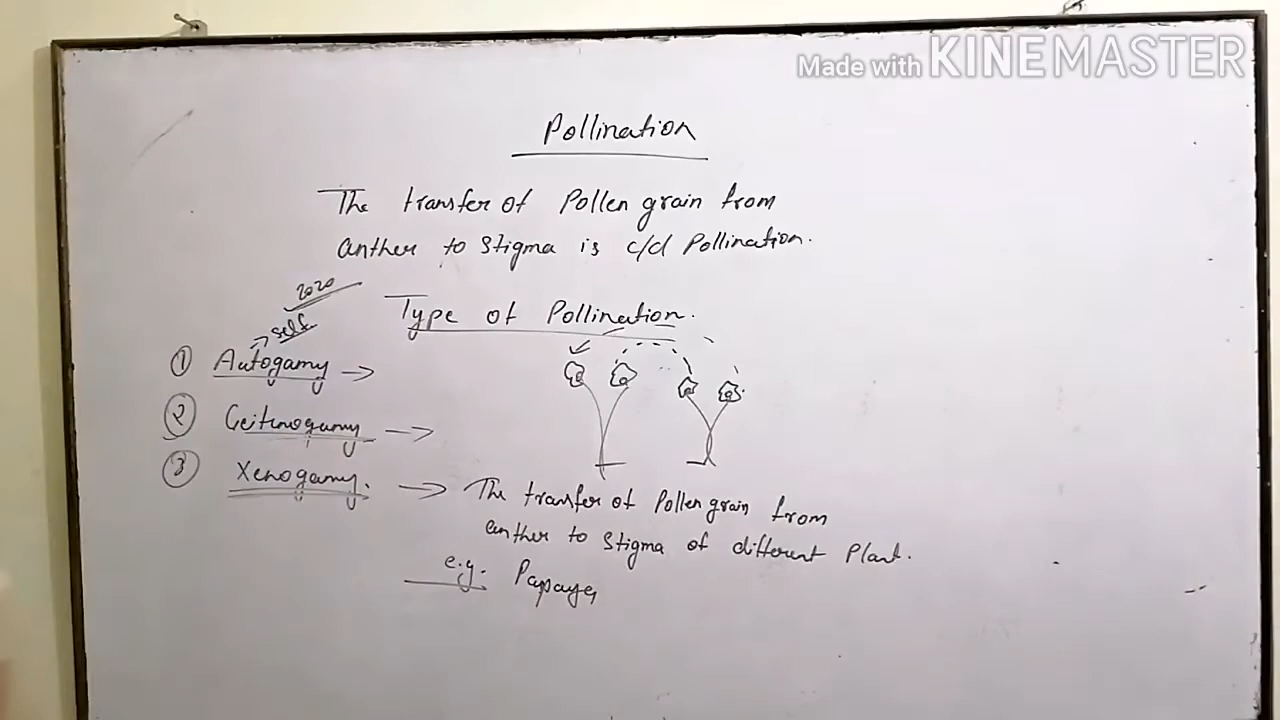 Made with KINEMASTER
Pollination
The transfer of Pollen grain from
anther to Stigma is c/d Pollination.
2020
Type of Pollination.
self
① Autogamy →
② Geitenogamy →
③ Xenogamy. → The transfer of Pollen grain from
anther to Stigma of different Plant.
e.g. Papaya,